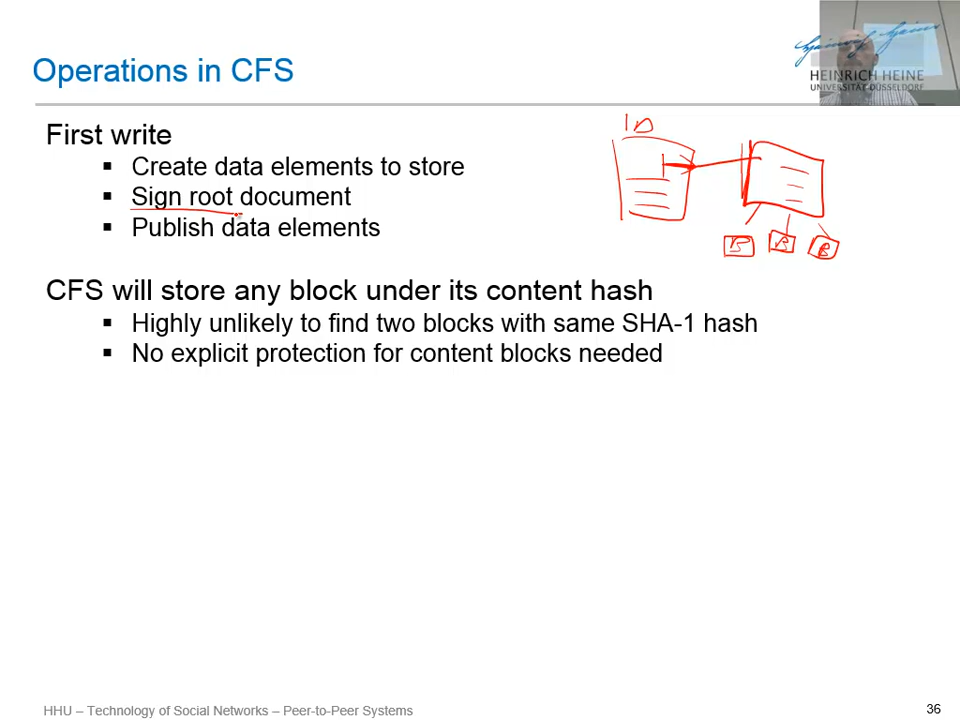 Operations in CFS
HEINRICH HEINE
UNIVERSITÄT DÜSSELDORF
First write
▪ Create data elements to store
▪ Sign root document
▪ Publish data elements
CFS will store any block under its content hash
▪ Highly unlikely to find two blocks with same SHA-1 hash
▪ No explicit protection for content blocks needed
B B B
HHU – Technology of Social Networks – Peer-to-Peer Systems
36